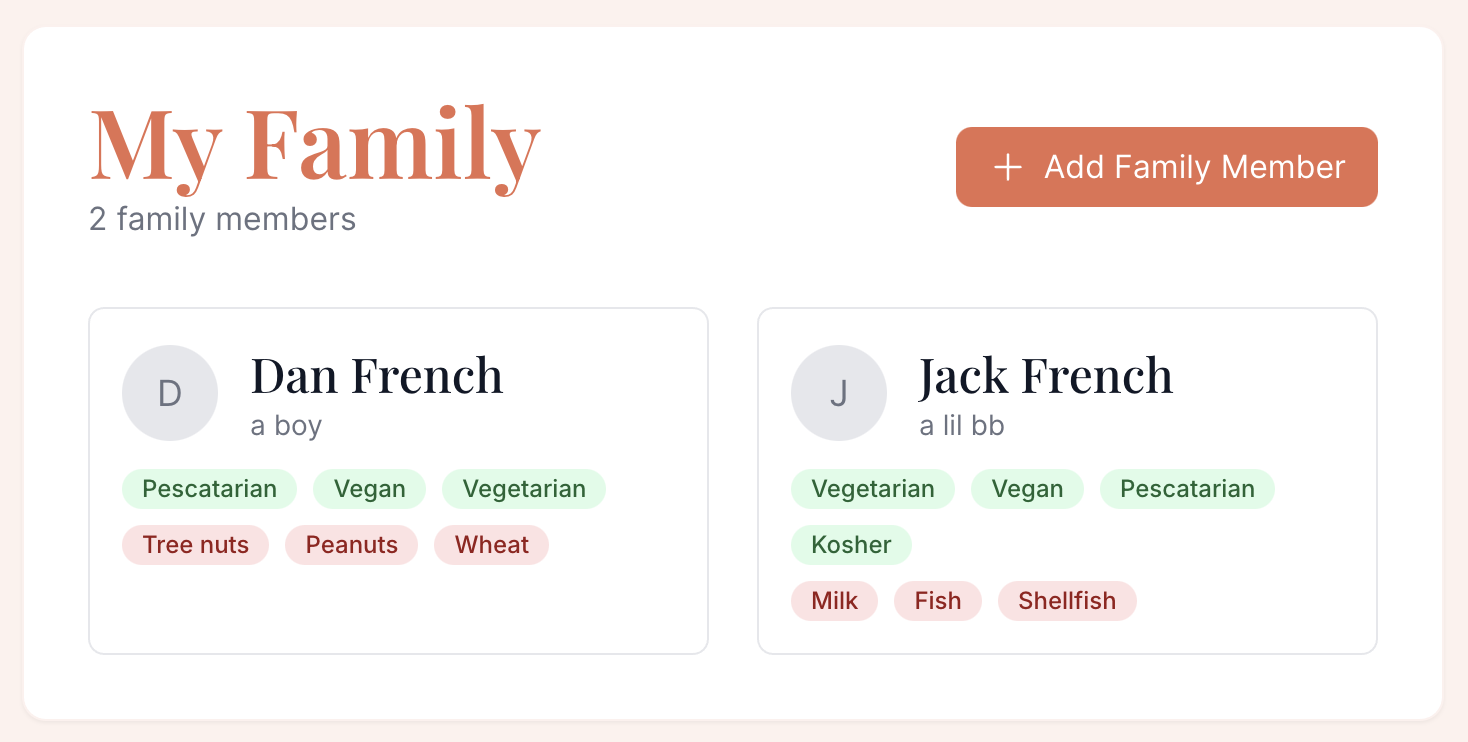 My Family
2 family members
+ Add Family Member
D
Dan French
a boy
Pescatarian Vegan Vegetarian
Tree nuts Peanuts Wheat
J
Jack French
a lil bb
Vegetarian Vegan Pescatarian
Kosher
Milk Fish Shellfish